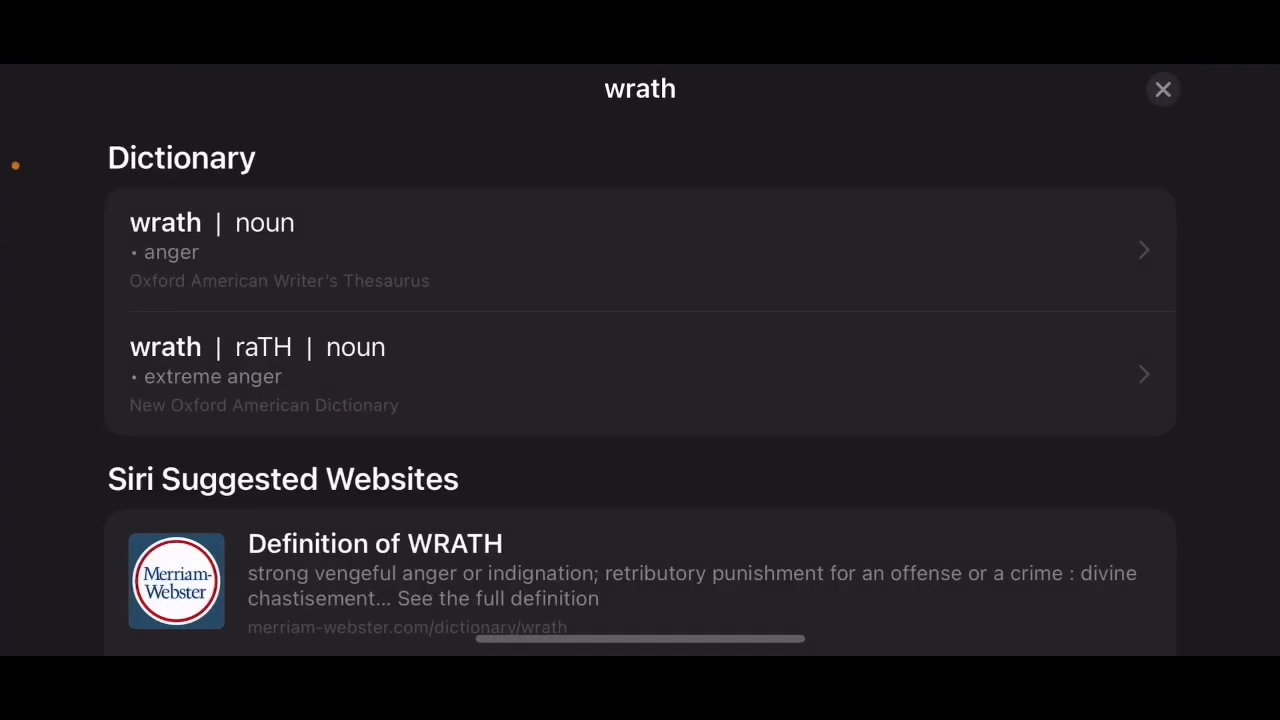 wrath
Dictionary
wrath | noun
• anger
Oxford American Writer's Thesaurus
wrath | raTH | noun
• extreme anger
New Oxford American Dictionary
Siri Suggested Websites
Merriam-
Webster
Definition of WRATH
strong vengeful anger or indignation; retributory punishment for an offense or a crime : divine
chastisement... See the full definition
merriam-webster.com/dictionary/wrath